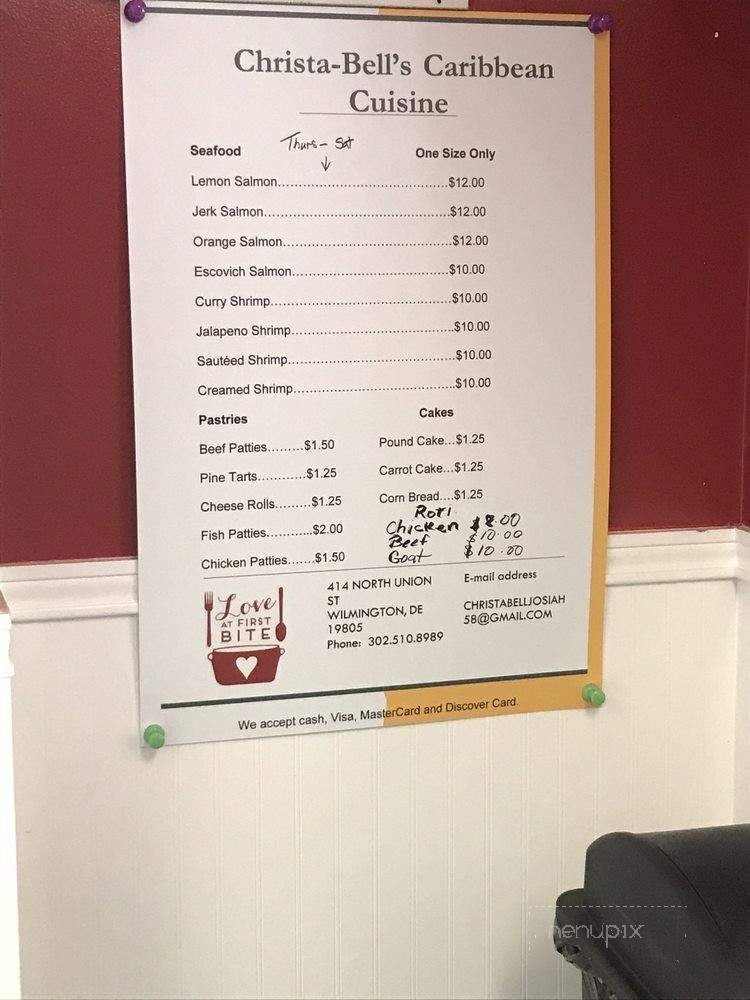 Christa-Bell's Caribbean
Cuisine
Thurs - Sat
Seafood One Size Only
Lemon Salmon..............................................$12.00
Jerk Salmon..................................................$12.00
Orange Salmon.............................................$12.00
Escovich Salmon..........................................$10.00
Curry Shrimp.................................................$10.00
Jalapeno Shrimp...........................................$10.00
Sautéed Shrimp............................................$10.00
Creamed Shrimp...........................................$10.00
Pastries
Beef Patties.........$1.50
Pine Tarts............$1.25
Cheese Rolls.........$1.25
Fish Patties...........$2.00
Chicken Patties.......$1.50
Cakes
Pound Cake...$1.25
Carrot Cake...$1.25
Corn Bread....$1.25
Roti
Chicken $8.00
Beef $10.00
Goat $10.00
Love
AT FIRST
BITE
414 NORTH UNION
ST
WILMINGTON, DE
19805
Phone: 302.510.8989
E-mail address
CHRISTABELLJOSIAH
58@GMAIL.COM
We accept cash, Visa, MasterCard and Discover Card.
menupix